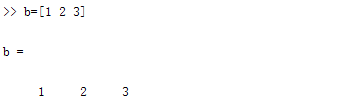 >> b=[1 2 3]
b =
1 2 3